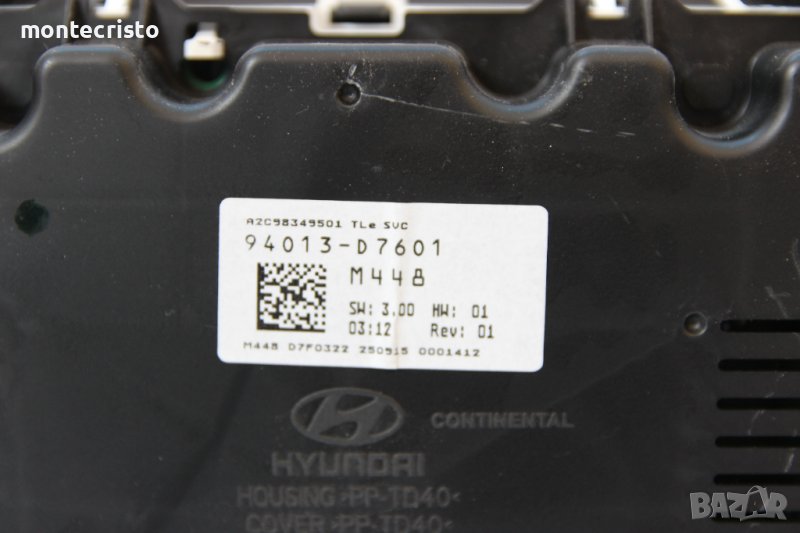 montecristo
A2C98349501 TLe SVC
94013-D7601
M448
SW: 3.00 HW: 01
03:12 Rev: 01
M448 D7F0322 250915 0001412
CONTINENTAL
HYUNDAI
HOUSING >PP-TD40<
COVER >PP-TD40<
BAZAR